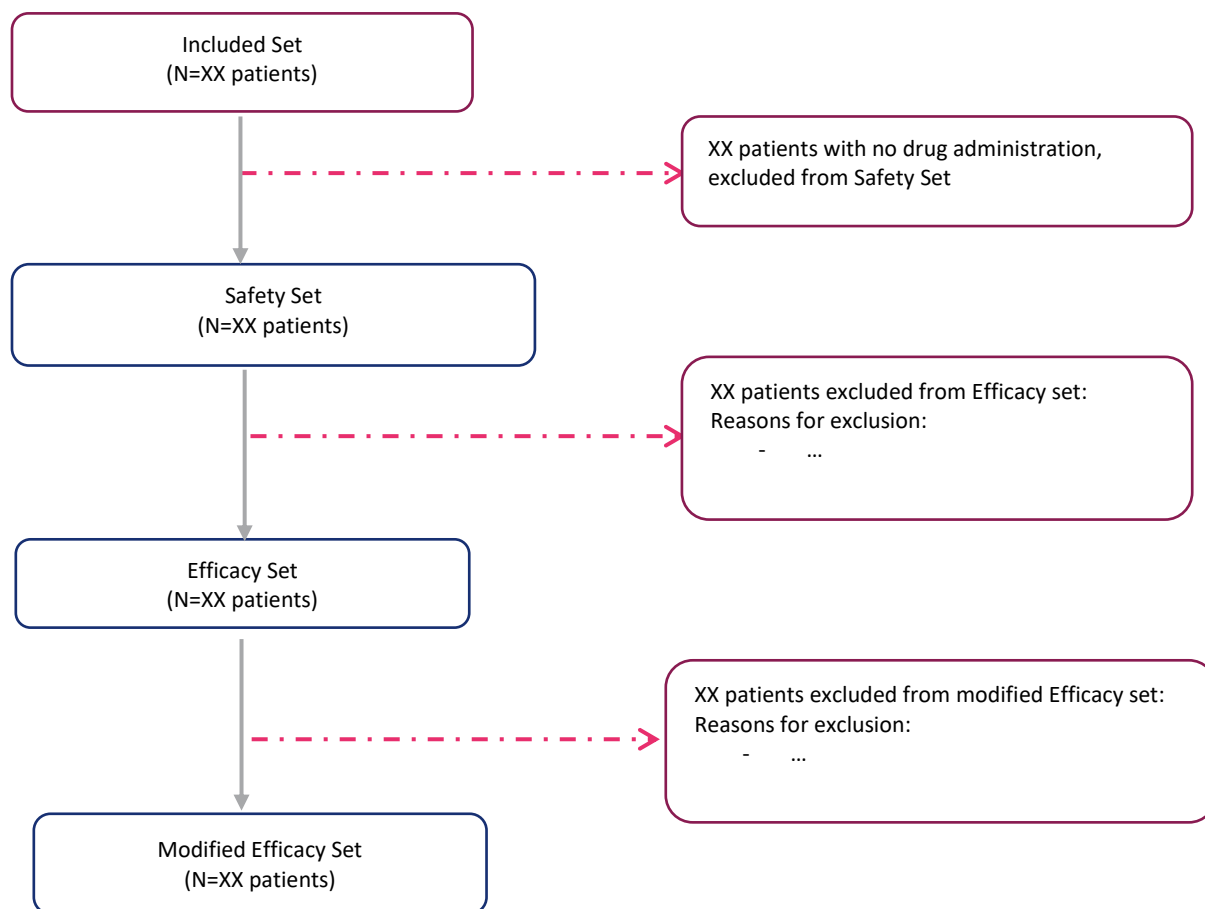 Included Set
(N=XX patients)
XX patients with no drug administration,
excluded from Safety Set
Safety Set
(N=XX patients)
XX patients excluded from Efficacy set:
Reasons for exclusion:
- …
Efficacy Set
(N=XX patients)
XX patients excluded from modified Efficacy set:
Reasons for exclusion:
- …
Modified Efficacy Set
(N=XX patients)